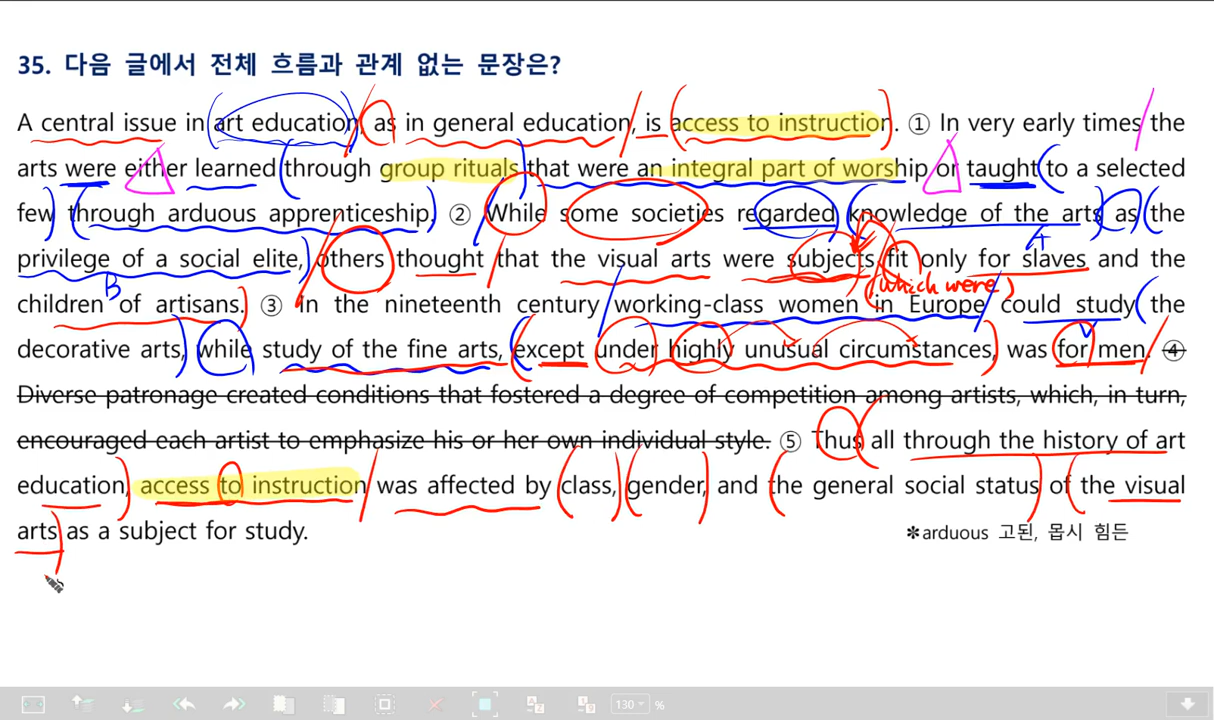 35. 다음 글에서 전체 흐름과 관계 없는 문장은?
A central issue in art education, as in general education, is access to instruction. ① In very early times the
arts were either learned through group rituals that were an integral part of worship or taught to a selected
few through arduous apprenticeship. ② While some societies regarded knowledge of the arts as the
privilege of a social elite, others thought that the visual arts were subjects fit only for slaves and the
A
which were
B
children of artisans. ③ In the nineteenth century working-class women in Europe could study the
decorative arts, while study of the fine arts, except under highly unusual circumstances, was for men. ④
Diverse patronage created conditions that fostered a degree of competition among artists, which, in turn,
encouraged each artist to emphasize his or her own individual style. ⑤ Thus all through the history of art
education, access to instruction was affected by class, gender, and the general social status of the visual
arts as a subject for study.
✽arduous 고된, 몹시 힘든
130 %